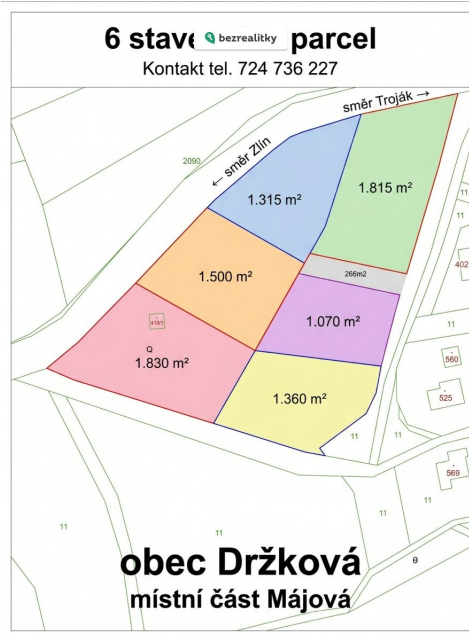 6 stave bezrealitky parcel
Kontakt tel. 724 736 227
směr Troják →
← směr Zlín
2090
1.315 m²
1.815 m²
11
11
402
1.500 m²
266m2
1.070 m²
419/1
Q
1.830 m²
11
560
1.360 m²
525
11
11
569
11
11
11
11
θ
obec Držková
místní část Májová